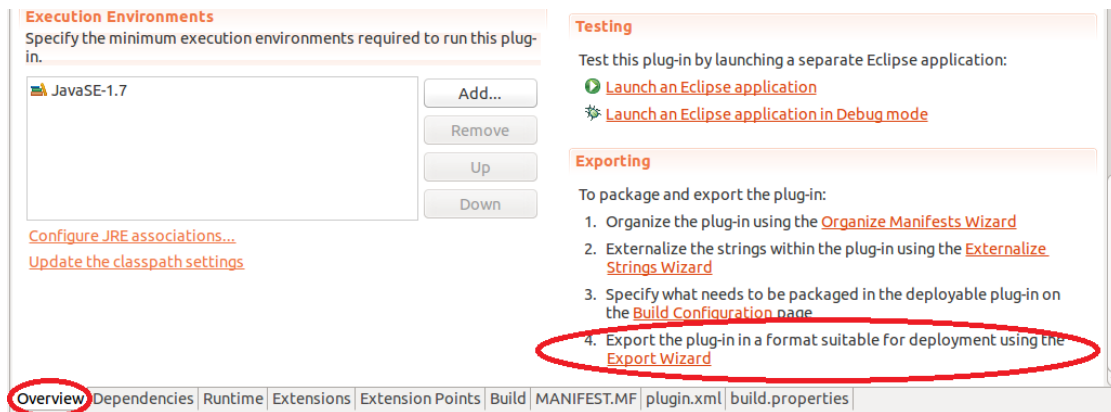 Execution Environments
Specify the minimum execution environments required to run this plug-
in.
JavaSE-1.7
Add...
Remove
Up
Down
Configure JRE associations...
Update the classpath settings
Testing
Test this plug-in by launching a separate Eclipse application:
Launch an Eclipse application
Launch an Eclipse application in Debug mode
Exporting
To package and export the plug-in:
1. Organize the plug-in using the Organize Manifests Wizard
2. Externalize the strings within the plug-in using the Externalize
Strings Wizard
3. Specify what needs to be packaged in the deployable plug-in on
the Build Configuration page
4. Export the plug-in in a format suitable for deployment using the
Export Wizard
Overview Dependencies Runtime Extensions Extension Points Build MANIFEST.MF plugin.xml build.properties